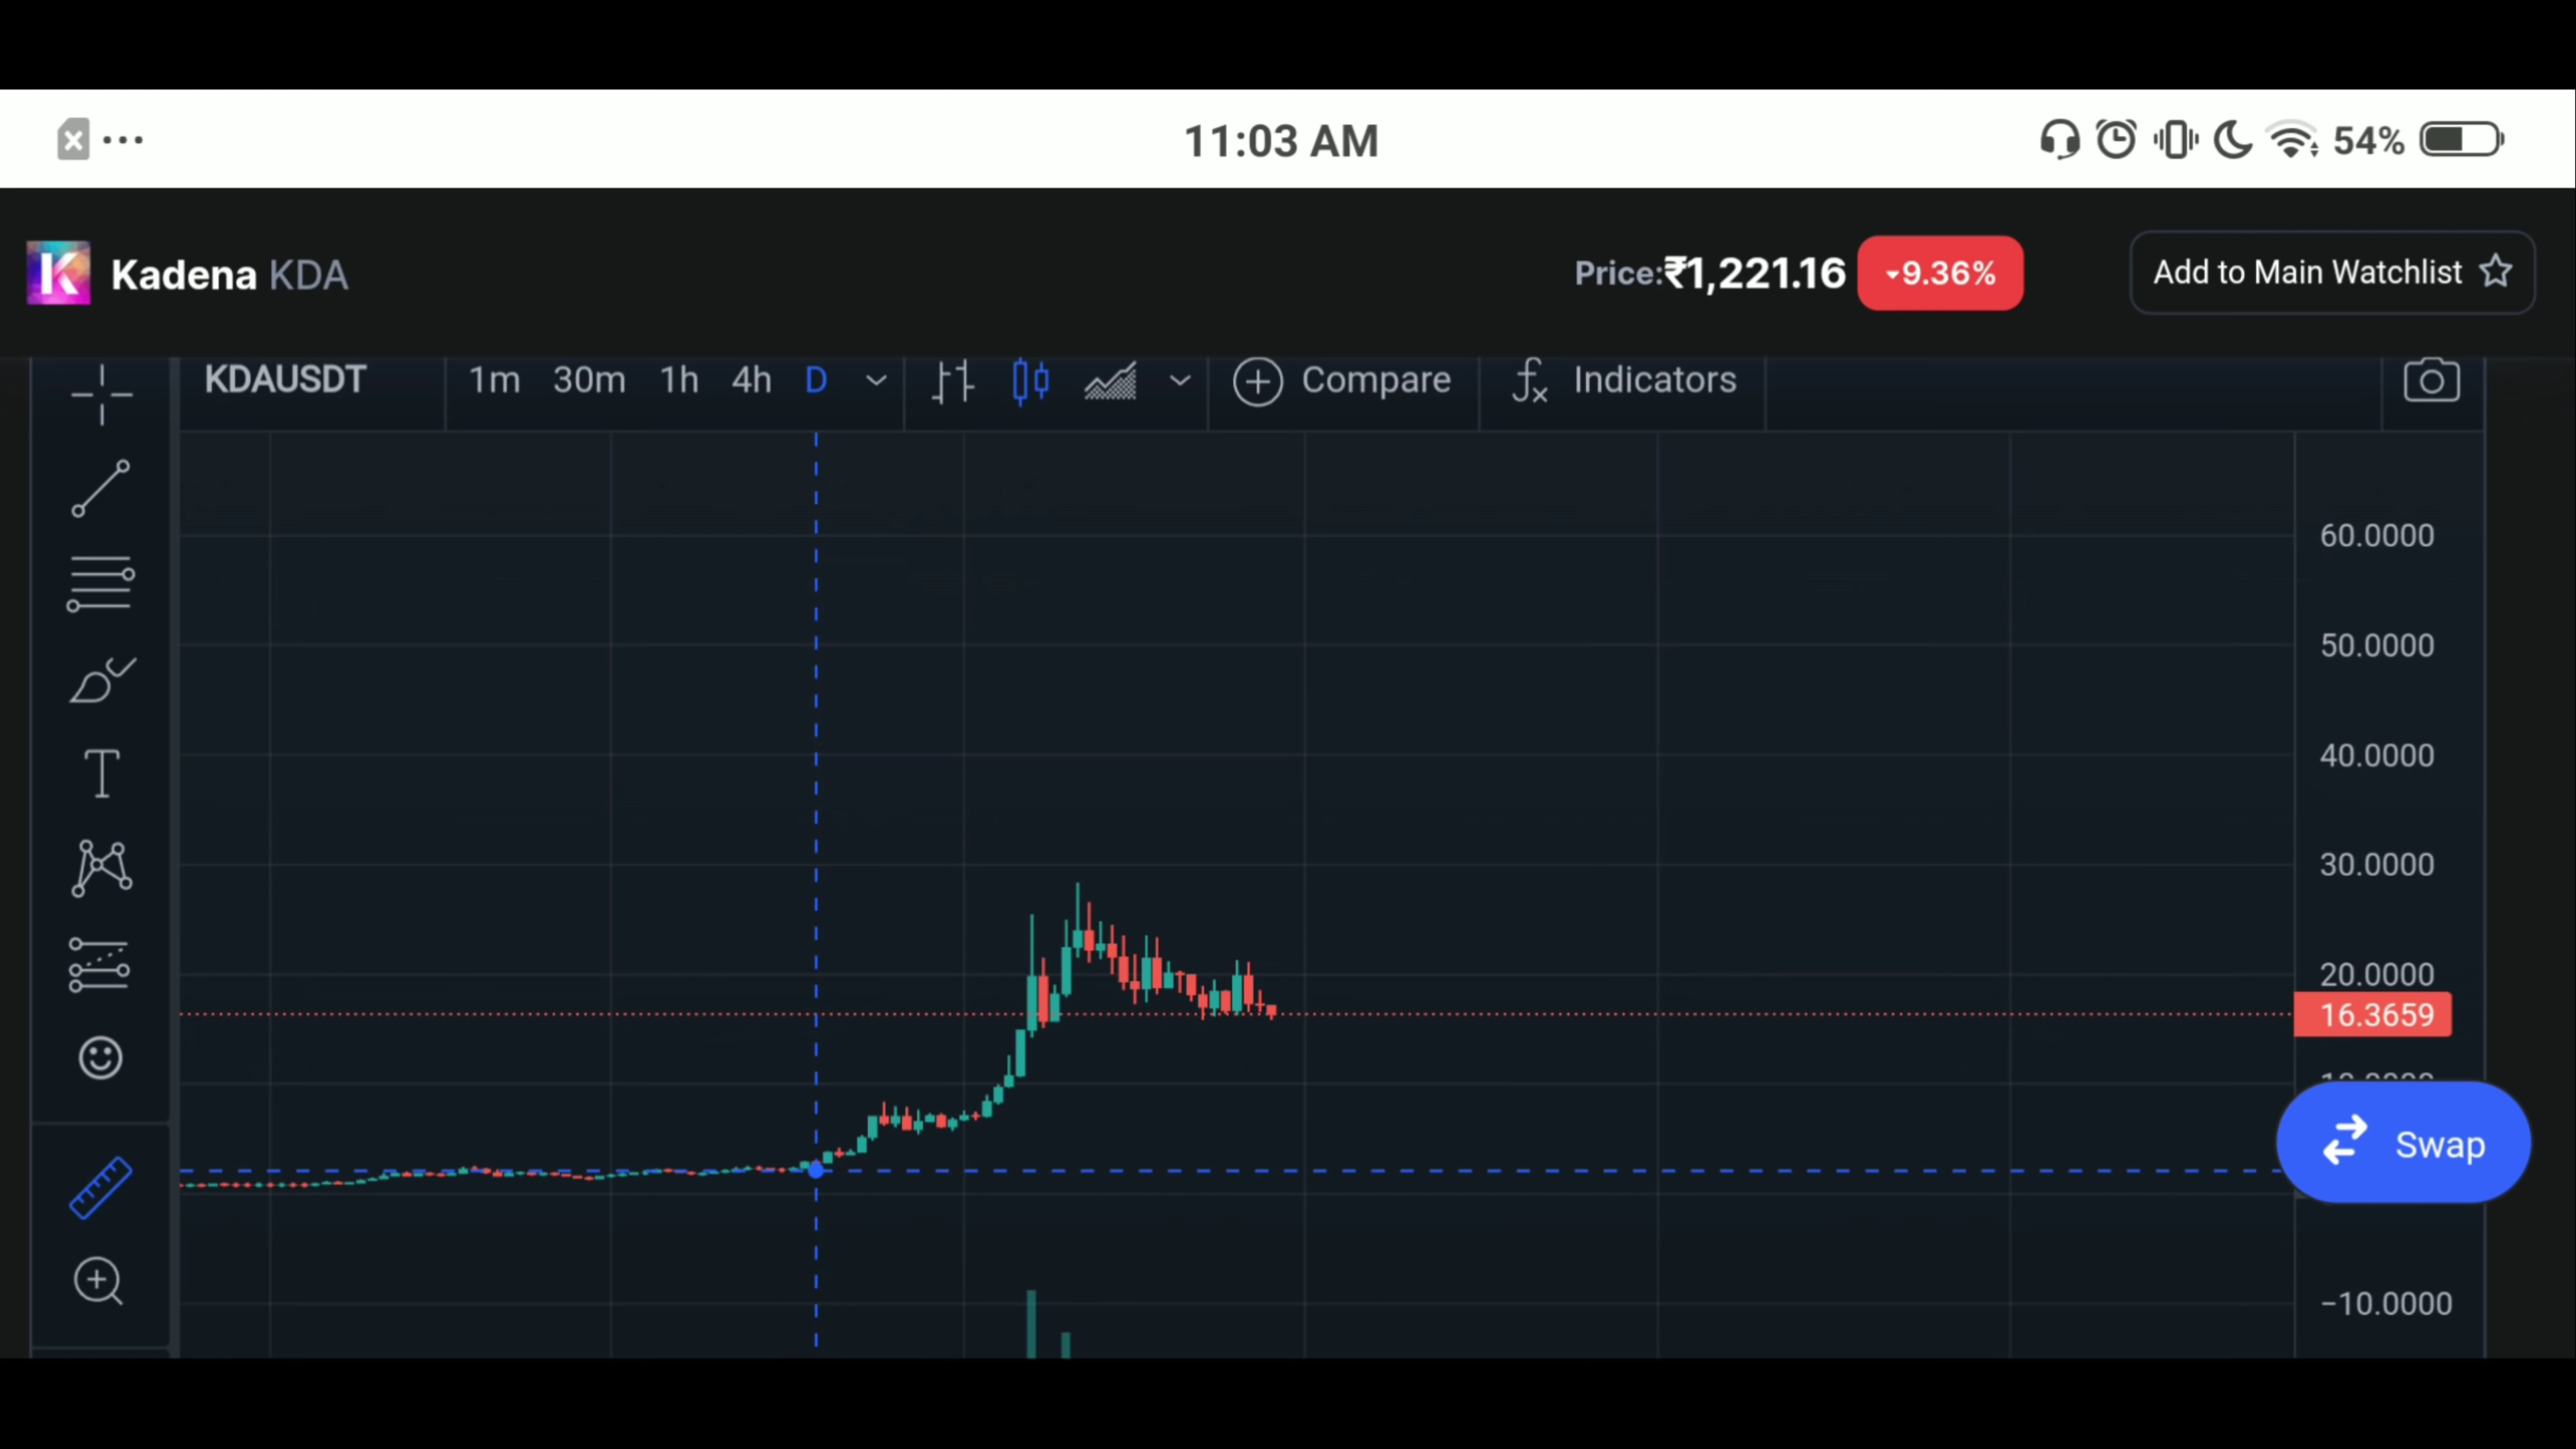 11:03 AM
54%
K Kadena KDA
Price:₹1,221.16
9.36%
Add to Main Watchlist
KDAUSDT
1m 30m 1h 4h D
Compare
Indicators
60.0000
50.0000
40.0000
T
30.0000
20.0000
16.3659
Swap
−10.0000